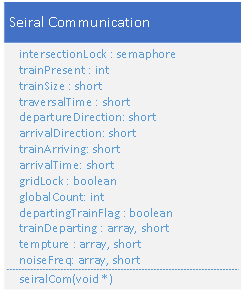 Seiral Communication
intersectionLock : semaphore
trainPresent : int
trainSize : short
traversalTime : short
departureDirection: short
arrivalDirection: short
trainArriving: short
arrivalTime: short
gridLock : boolean
globalCount: int
departingTrainFlag : boolean
trainDeparting : array, short
tempture : array, short
noiseFreq: array, short
seiralCom(void *)